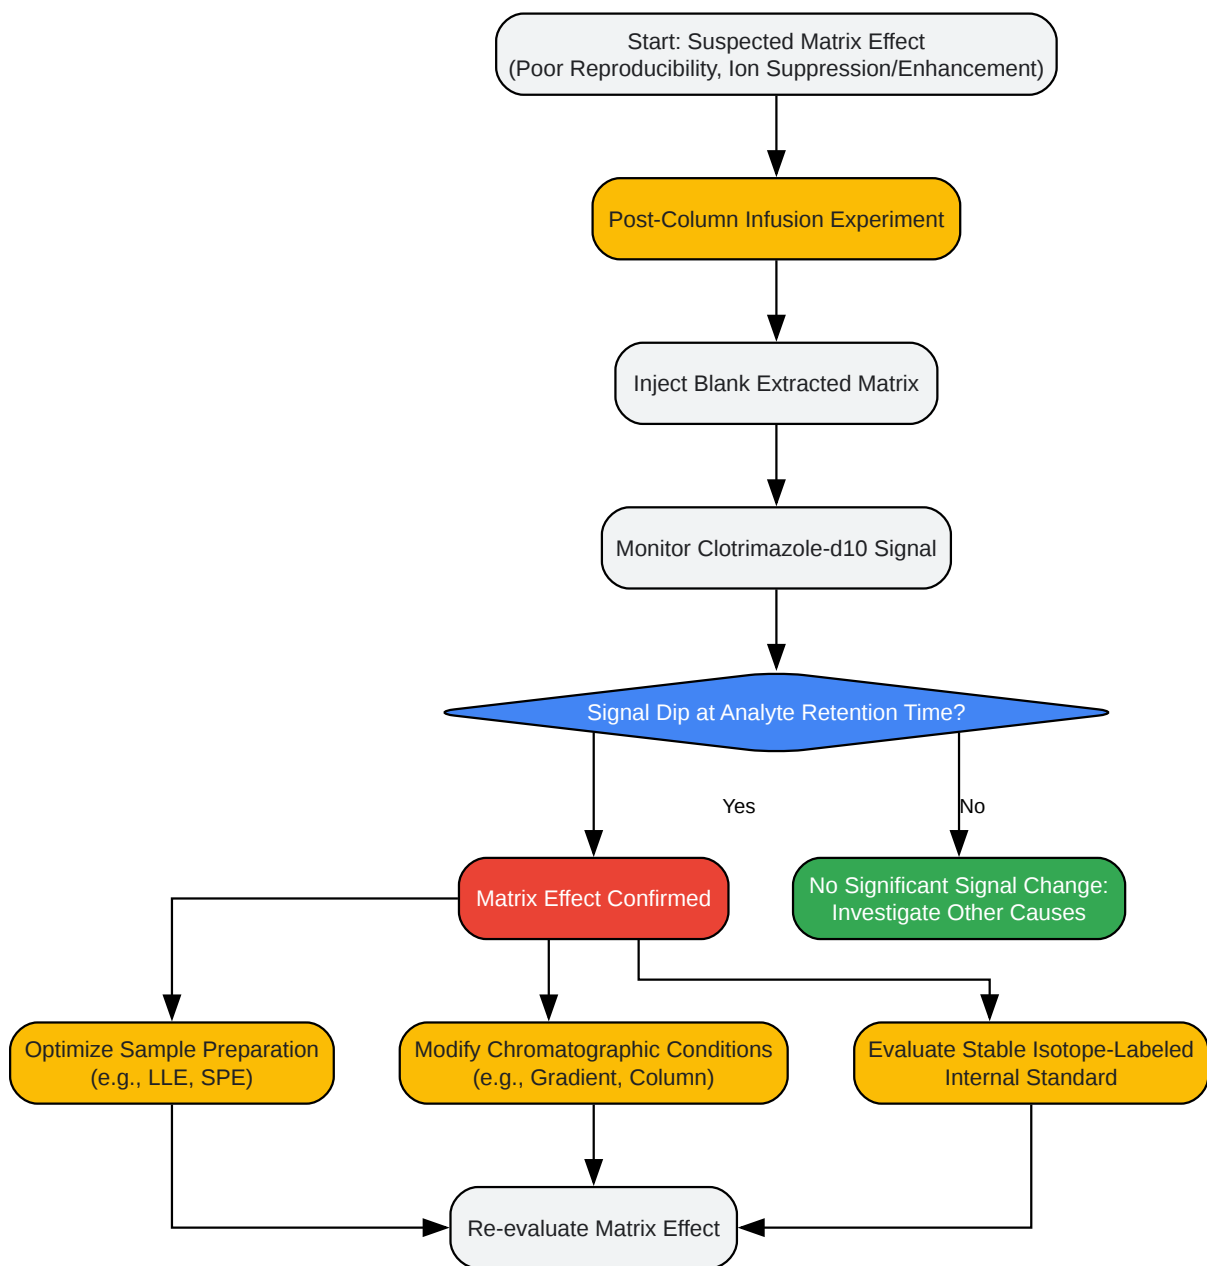 Start: Suspected Matrix Effect
(Poor Reproducibility, Ion Suppression/Enhancement)
Post-Column Infusion Experiment
Inject Blank Extracted Matrix
Monitor Clotrimazole-d10 Signal
Signal Dip at Analyte Retention Time?
Yes
No
Matrix Effect Confirmed
No Significant Signal Change:
Investigate Other Causes
Optimize Sample Preparation
(e.g., LLE, SPE)
Modify Chromatographic Conditions
(e.g., Gradient, Column)
Evaluate Stable Isotope-Labeled
Internal Standard
Re-evaluate Matrix Effect